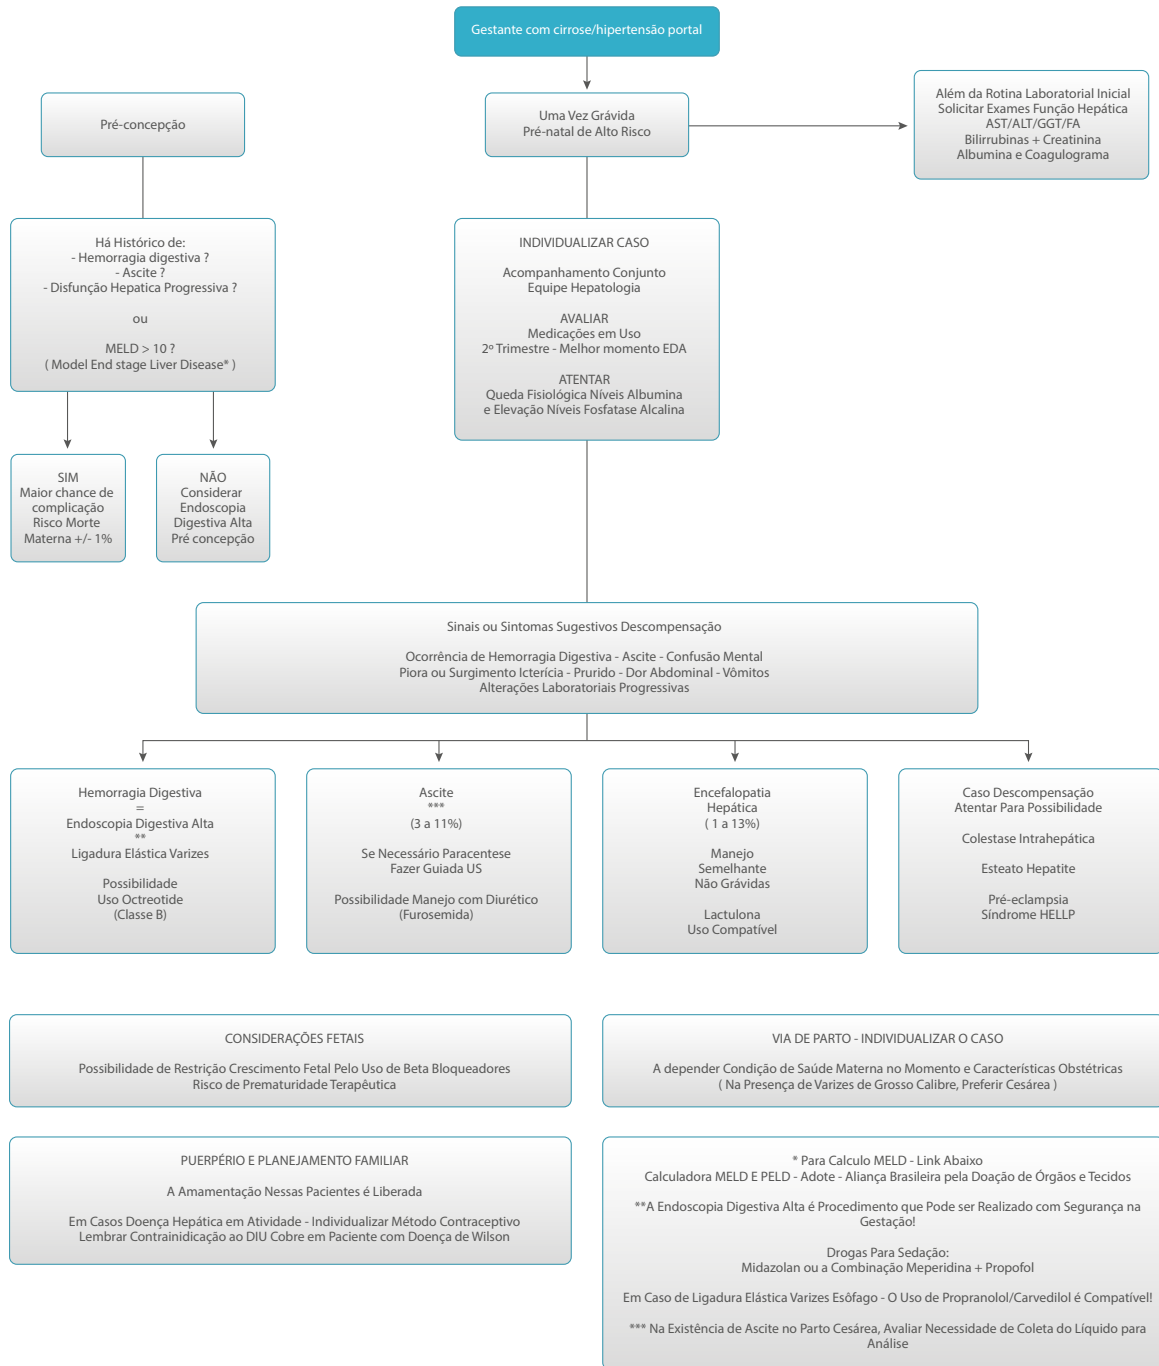 Gestante com cirrose/hipertensão portal
Pré-concepção
Uma Vez Grávida
Pré-natal de Alto Risco
Além da Rotina Laboratorial Inicial
Solicitar Exames Função Hepática
AST/ALT/GGT/FA
Bilirrubinas + Creatinina
Albumina e Coagulograma
Há Histórico de:
- Hemorragia digestiva ?
- Ascite ?
- Disfunção Hepatica Progressiva ?
ou
MELD > 10 ?
( Model End stage Liver Disease* )
INDIVIDUALIZAR CASO
Acompanhamento Conjunto
Equipe Hepatologia
AVALIAR
Medicações em Uso
2º Trimestre - Melhor momento EDA
ATENTAR
Queda Fisiológica Níveis Albumina
e Elevação Níveis Fosfatase Alcalina
SIM
Maior chance de
complicação
Risco Morte
Materna +/- 1%
NÃO
Considerar
Endoscopia
Digestiva Alta
Pré concepção
Sinais ou Sintomas Sugestivos Descompensação
Ocorrência de Hemorragia Digestiva - Ascite - Confusão Mental
Piora ou Surgimento Icterícia - Prurido - Dor Abdominal - Vômitos
Alterações Laboratoriais Progressivas
Hemorragia Digestiva
=
Endoscopia Digestiva Alta
**
Ligadura Elástica Varizes
Possibilidade
Uso Octreotide
(Classe B)
Ascite
***
(3 a 11%)
Se Necessário Paracentese
Fazer Guiada US
Possibilidade Manejo com Diurético
(Furosemida)
Encefalopatia
Hepática
( 1 a 13%)
Manejo
Semelhante
Não Grávidas
Lactulona
Uso Compatível
Caso Descompensação
Atentar Para Possibilidade
Colestase Intrahepática
Esteato Hepatite
Pré-eclampsia
Síndrome HELLP
CONSIDERAÇÕES FETAIS
Possibilidade de Restrição Crescimento Fetal Pelo Uso de Beta Bloqueadores
Risco de Prematuridade Terapêutica
VIA DE PARTO - INDIVIDUALIZAR O CASO
A depender Condição de Saúde Materna no Momento e Características Obstétricas
( Na Presença de Varizes de Grosso Calibre, Preferir Cesárea )
PUERPÉRIO E PLANEJAMENTO FAMILIAR
A Amamentação Nessas Pacientes é Liberada
Em Casos Doença Hepática em Atividade - Individualizar Método Contraceptivo
Lembrar Contrainidicação ao DIU Cobre em Paciente com Doença de Wilson
* Para Calculo MELD - Link Abaixo
Calculadora MELD E PELD - Adote - Aliança Brasileira pela Doação de Órgãos e Tecidos
**A Endoscopia Digestiva Alta é Procedimento que Pode ser Realizado com Segurança na
Gestação!
Drogas Para Sedação:
Midazolan ou a Combinação Meperidina + Propofol
Em Caso de Ligadura Elástica Varizes Esôfago - O Uso de Propranolol/Carvedilol é Compatível!
*** Na Existência de Ascite no Parto Cesárea, Avaliar Necessidade de Coleta do Líquido para
Análise